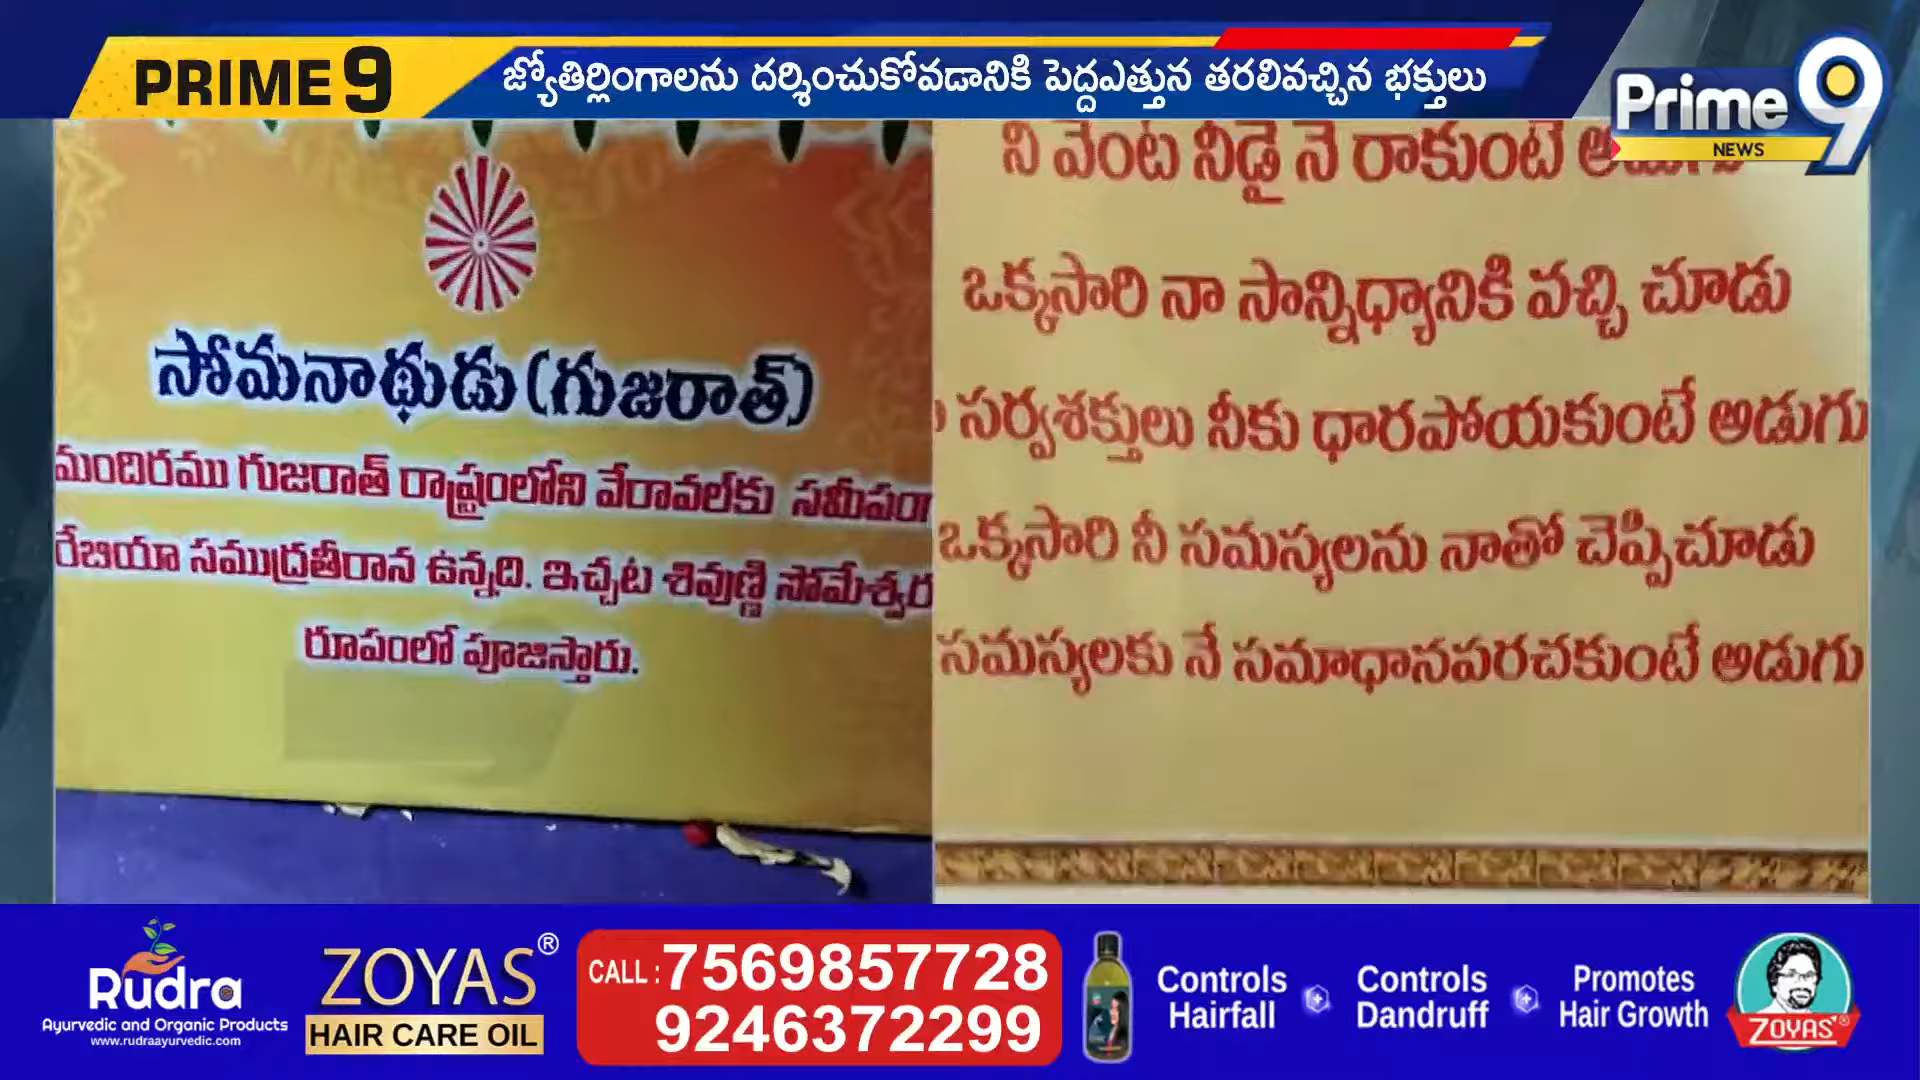 PRIME 9
జ్యోతిర్లింగాలను దర్శించుకోవడానికి పెద్దఎత్తున తరలివచ్చిన భక్తులు
Prime 9
NEWS
సోమనాథుడు (గుజరాత్)
మందిరము గుజరాత్ రాష్ట్రంలోని వేరావల్‌కు సమీపంగా
రేబియా సముద్రతీరాన ఉన్నది. ఇచ్చట శివుణ్ణి సోమేశ్వర
రూపంలో పూజిస్తారు.
ని వెంట నీడై నే రాకుంటే
ఒక్కసారి నా సాన్నిధ్యానికి వచ్చి చూడు
సర్వశక్తులు నీకు ధారపోయకుంటే అడుగు
ఒక్కసారి నీ సమస్యలను నాతో చెప్పిచూడు
సమస్యలకు నే సమాధానపరచకుంటే అడుగు
Rudra
Ayurvedic and Organic Products
www.rudraayurvedic.com
ZOYAS®
HAIR CARE OIL
CALL : 7569857728
9246372299
Controls
Hairfall
Controls
Dandruff
Promotes
Hair Growth
ZOYAS®